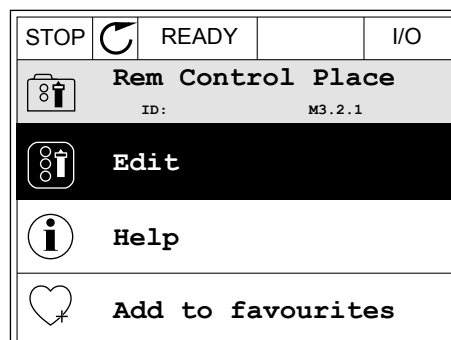 STOP READY I/O
Rem Control Place
ID: M3.2.1
Edit
Help
Add to favourites